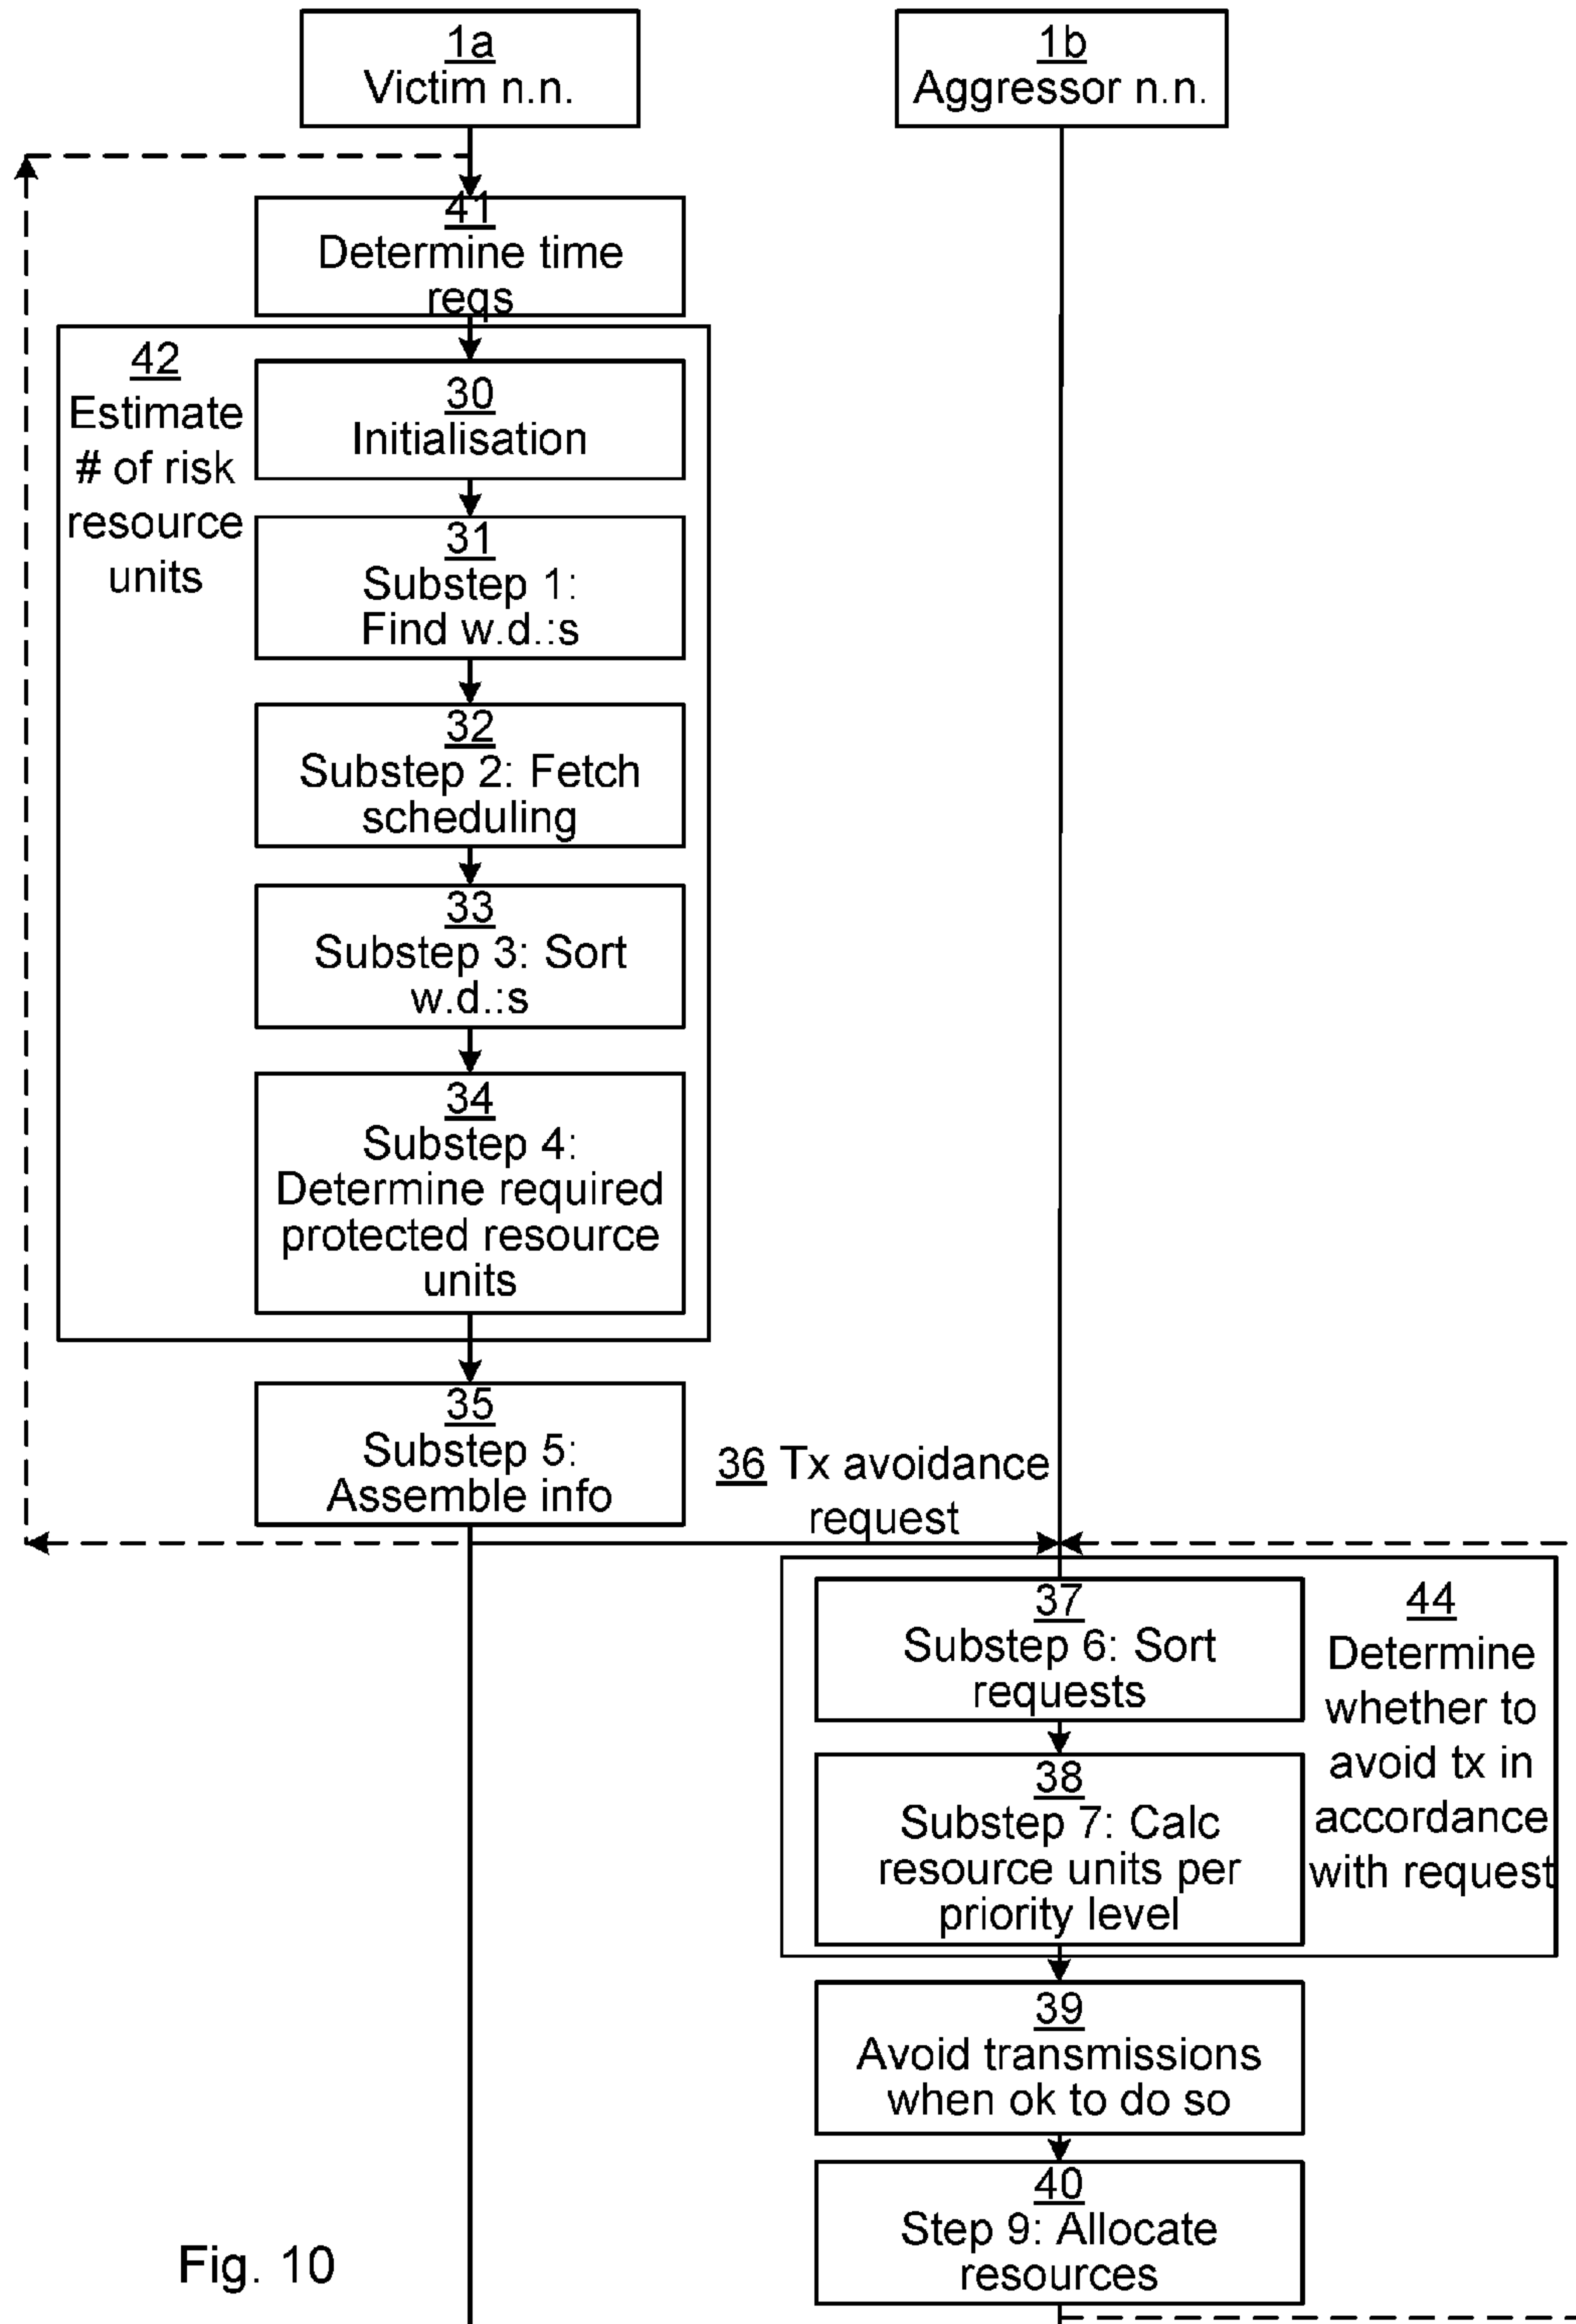 1a
Victim n.n.
1b
Aggressor n.n.
41
Determine time
reqs
42
Estimate
# of risk
resource
units
30
Initialisation
31
Substep 1:
Find w.d.:s
32
Substep 2: Fetch
scheduling
33
Substep 3: Sort
w.d.:s
34
Substep 4:
Determine required
protected resource
units
35
Substep 5:
Assemble info
36 Tx avoidance
request
37
Substep 6: Sort
requests
38
Substep 7: Calc
resource units per
priority level
44
Determine
whether to
avoid tx in
accordance
with request
39
Avoid transmissions
when ok to do so
40
Step 9: Allocate
resources
Fig. 10